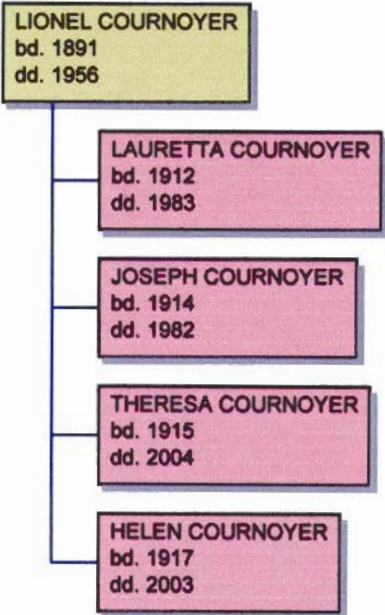 LIONEL COURNOYER
bd. 1891
dd. 1956
LAURETTA COURNOYER
bd. 1912
dd. 1983
JOSEPH COURNOYER
bd. 1914
dd. 1982
THERESA COURNOYER
bd. 1915
dd. 2004
HELEN COURNOYER
bd. 1917
dd. 2003